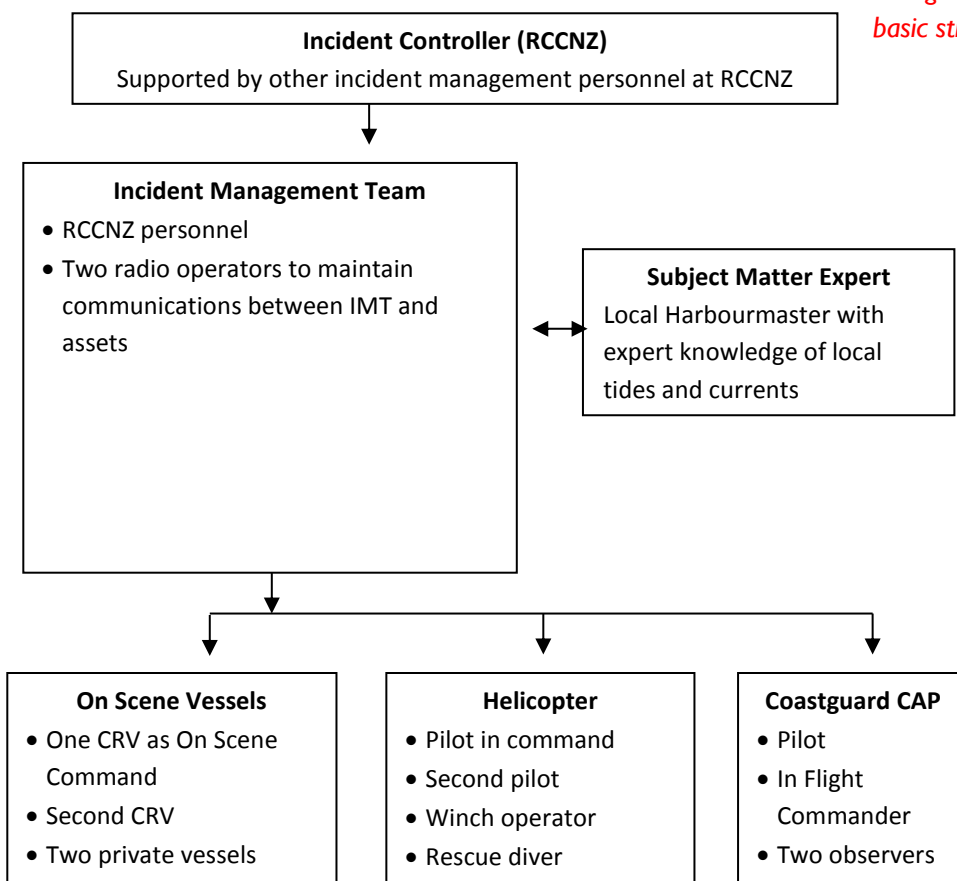 basic
Incident Controller (RCCNZ)
Supported by other incident management personnel at RCCNZ
Incident Management Team
• RCCNZ personnel
• Two radio operators to maintain
communications between IMT and
assets
Subject Matter Expert
Local Harbourmaster with
expert knowledge of local
tides and currents
On Scene Vessels
• One CRV as On Scene
Command
• Second CRV
• Two private vessels
Helicopter
• Pilot in command
• Second pilot
• Winch operator
• Rescue diver
Coastguard CAP
• Pilot
• In Flight
Commander
• Two observers